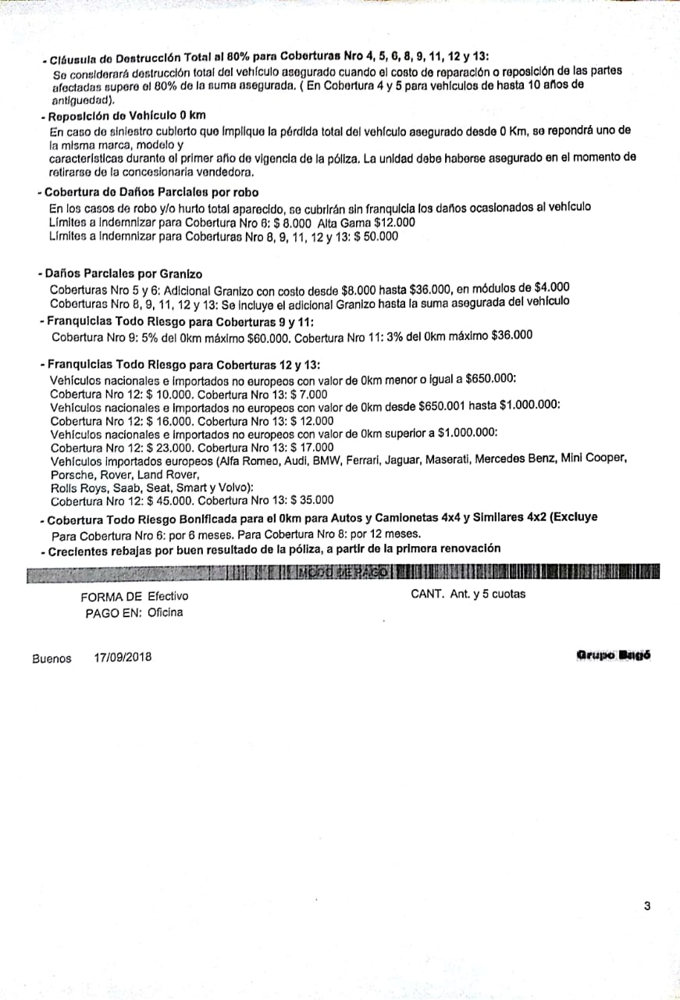 - Cláusula de Destrucción Total al 80% para Coberturas Nro 4, 5, 6, 8, 9, 11, 12 y 13:
Se considerará destrucción total del vehículo asegurado cuando el costo de reparación o reposición de las partes
afectadas supere el 80% de la suma asegurada. ( En Cobertura 4 y 5 para vehículos de hasta 10 años de
antiguedad).
- Reposición de Vehículo 0 km
En caso de siniestro cubierto que implique la pérdida total del vehículo asegurado desde 0 Km, se repondrá uno de
la misma marca, modelo y
características durante el primer año de vigencia de la póliza. La unidad debe haberse asegurado en el momento de
retirarse de la concesionaria vendedora.
- Cobertura de Daños Parciales por robo
En los casos de robo y/o hurto total aparecido, se cubrirán sin franquicia los daños ocasionados al vehículo
Límites a Indemnizar para Cobertura Nro 6: $ 8.000 Alta Gama $12.000
Límites a Indemnizar para Coberturas Nro 8, 9, 11, 12 y 13: $ 50.000
- Daños Parciales por Granizo
Coberturas Nro 5 y 6: Adicional Granizo con costo desde $8.000 hasta $36.000, en módulos de $4.000
Coberturas Nro 8, 9, 11, 12 y 13: Se incluye el adicional Granizo hasta la suma asegurada del vehículo
- Franquicias Todo Riesgo para Coberturas 9 y 11:
Cobertura Nro 9: 5% del 0km máximo $60.000. Cobertura Nro 11: 3% del 0km máximo $36.000
- Franquicias Todo Riesgo para Coberturas 12 y 13:
Vehículos nacionales e importados no europeos con valor de 0km menor o igual a $650.000:
Cobertura Nro 12: $ 10.000. Cobertura Nro 13: $ 7.000
Vehículos nacionales e importados no europeos con valor de 0km desde $650.001 hasta $1.000.000:
Cobertura Nro 12: $ 16.000. Cobertura Nro 13: $ 12.000
Vehículos nacionales e importados no europeos con valor de 0km superior a $1.000.000:
Cobertura Nro 12: $ 23.000. Cobertura Nro 13: $ 17.000
Vehículos importados europeos (Alfa Romeo, Audi, BMW, Ferrari, Jaguar, Maserati, Mercedes Benz, Mini Cooper,
Porsche, Rover, Land Rover,
Rolls Roys, Saab, Seat, Smart y Volvo):
Cobertura Nro 12: $ 45.000. Cobertura Nro 13: $ 35.000
- Cobertura Todo Riesgo Bonificada para el 0km para Autos y Camionetas 4x4 y Similares 4x2 (Excluye
Para Cobertura Nro 6: por 6 meses. Para Cobertura Nro 8: por 12 meses.
- Crecientes rebajas por buen resultado de la póliza, a partir de la primera renovación
MODO DE PAGO
FORMA DE Efectivo CANT. Ant. y 5 cuotas
PAGO EN: Oficina
Buenos 17/09/2018 Grupo Bagó
3